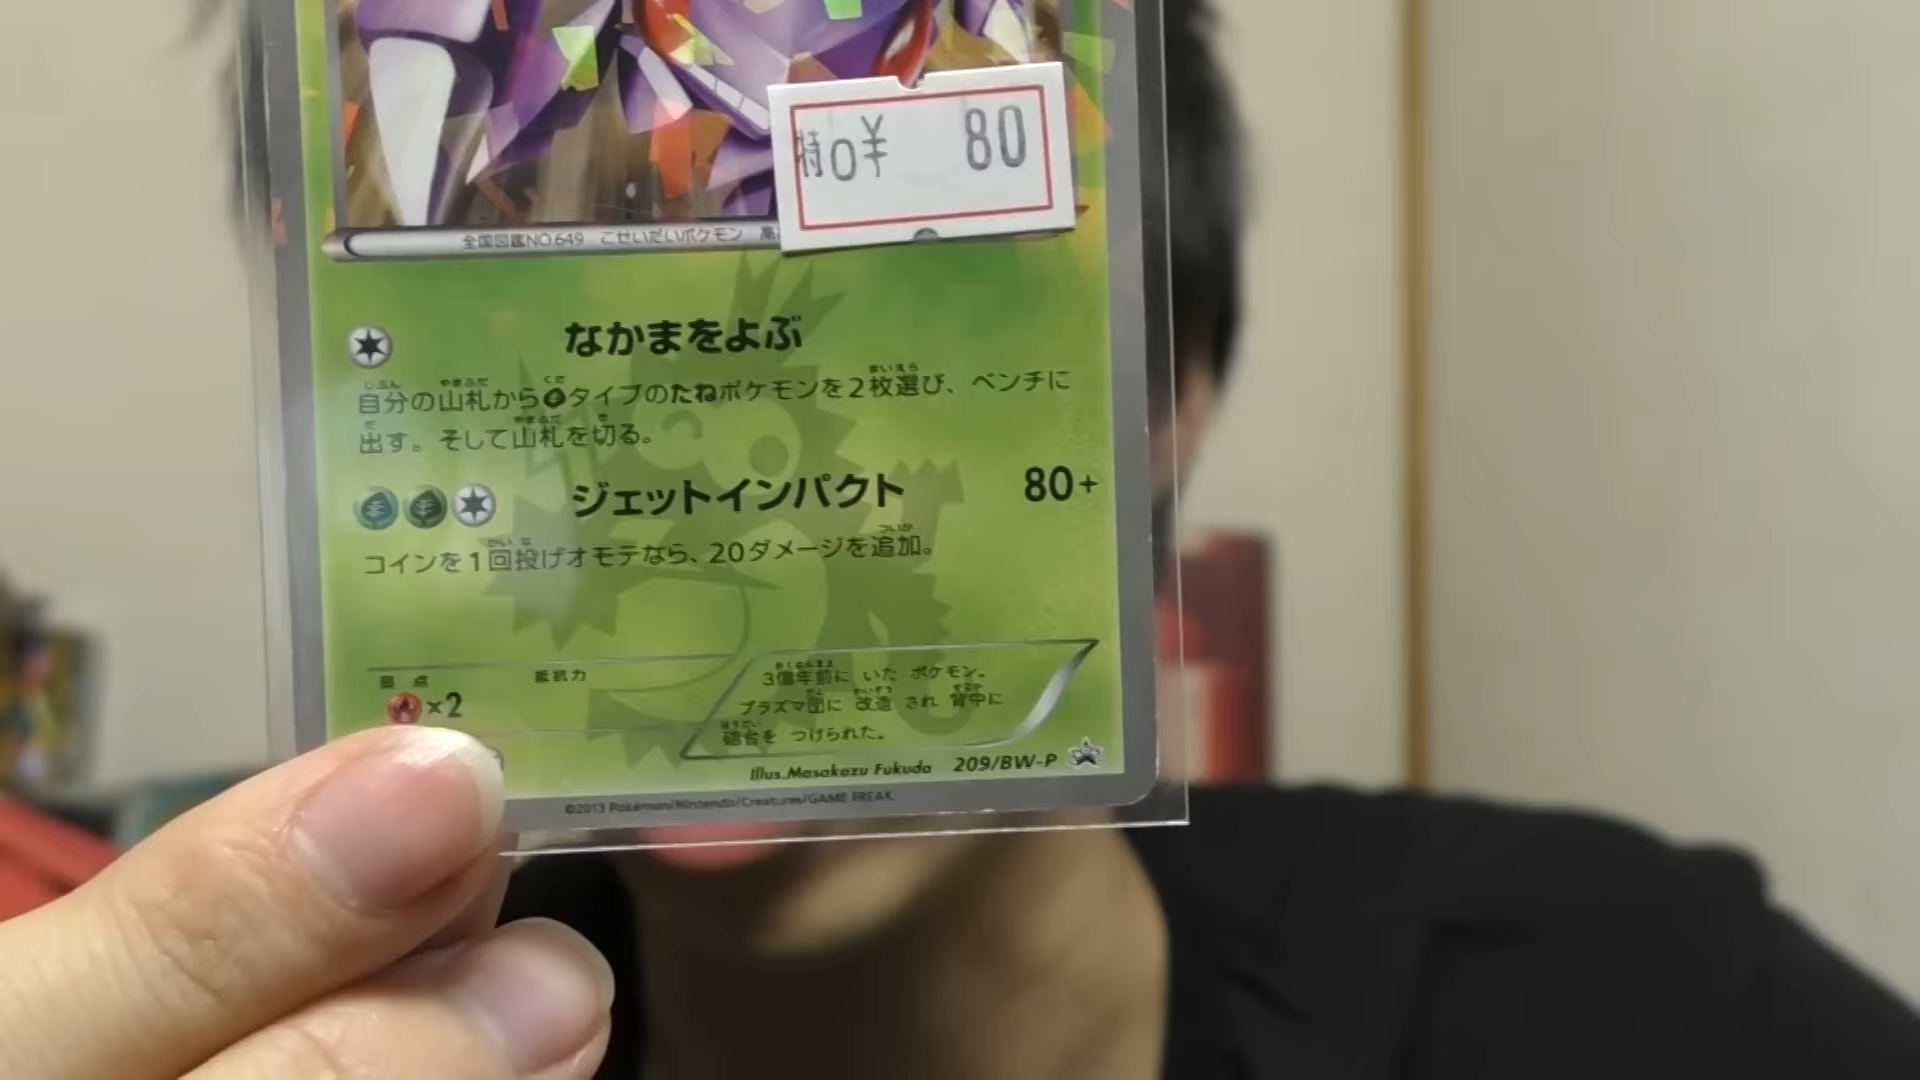 特0¥ 80
全国図鑑NO.649 こせいだいポケモン 高
なかまをよぶ
自分の山札からタイプのたねポケモンを2枚選び、ベンチに
出す。そして山札を切る。
ジェットインパクト 80+
コインを1回投げオモテなら、20ダメージを追加。
弱点 抵抗力
×2
3億年前に いた ポケモン。
プラズマ団に 改造 され 背中に
砲台を つけられた。
Illus.Masakazu Fukuda 209/BW-P
©2013 Pokémon/Nintendo/Creatures/GAME FREAK.